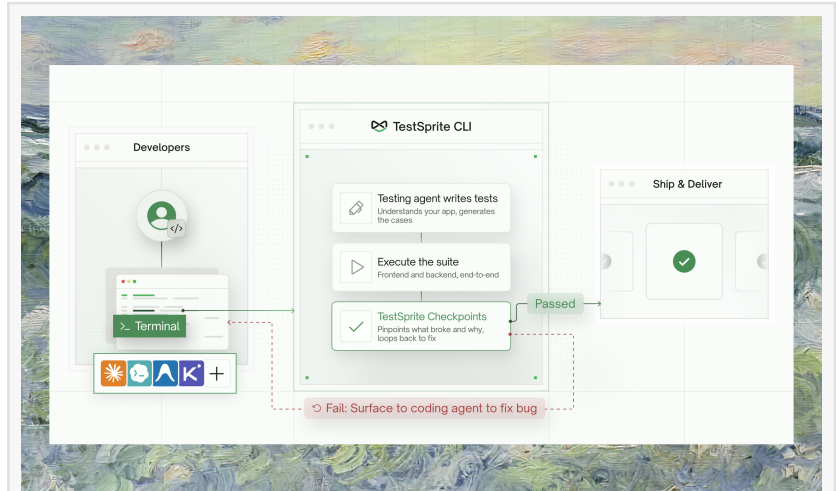 Developers
</>
>_ Terminal
TestSprite CLI
Testing agent writes tests
Understands your app, generates
the cases
Execute the suite
Frontend and backend, end-to-end
TestSprite Checkpoints
Pinpoints what broke and why,
loops back to fix
Passed
Ship & Deliver
Fail: Surface to coding agent to fix bug